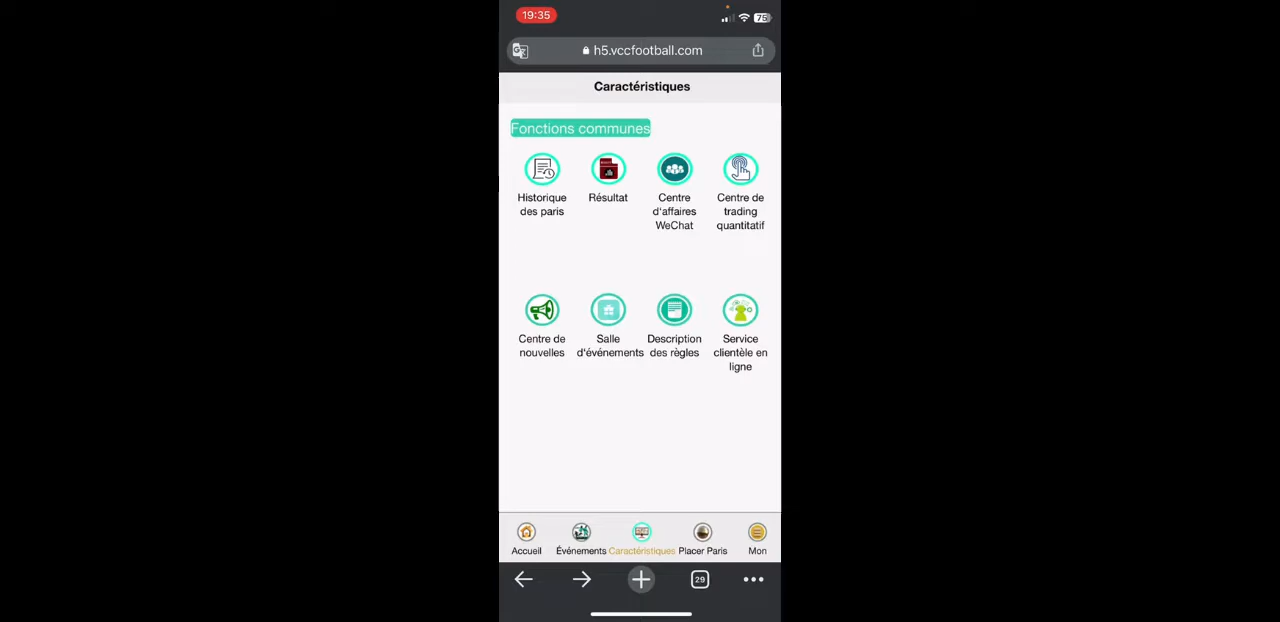 19:35
75
h5.vccfootball.com
Caractéristiques
Fonctions communes
Historique des paris
Résultat
Centre d'affaires WeChat
Centre de trading quantitatif
Centre de nouvelles
Salle d'événements
Description des règles
Service clientèle en ligne
Accueil
Événements
Caractéristiques
Placer Paris
Mon
29